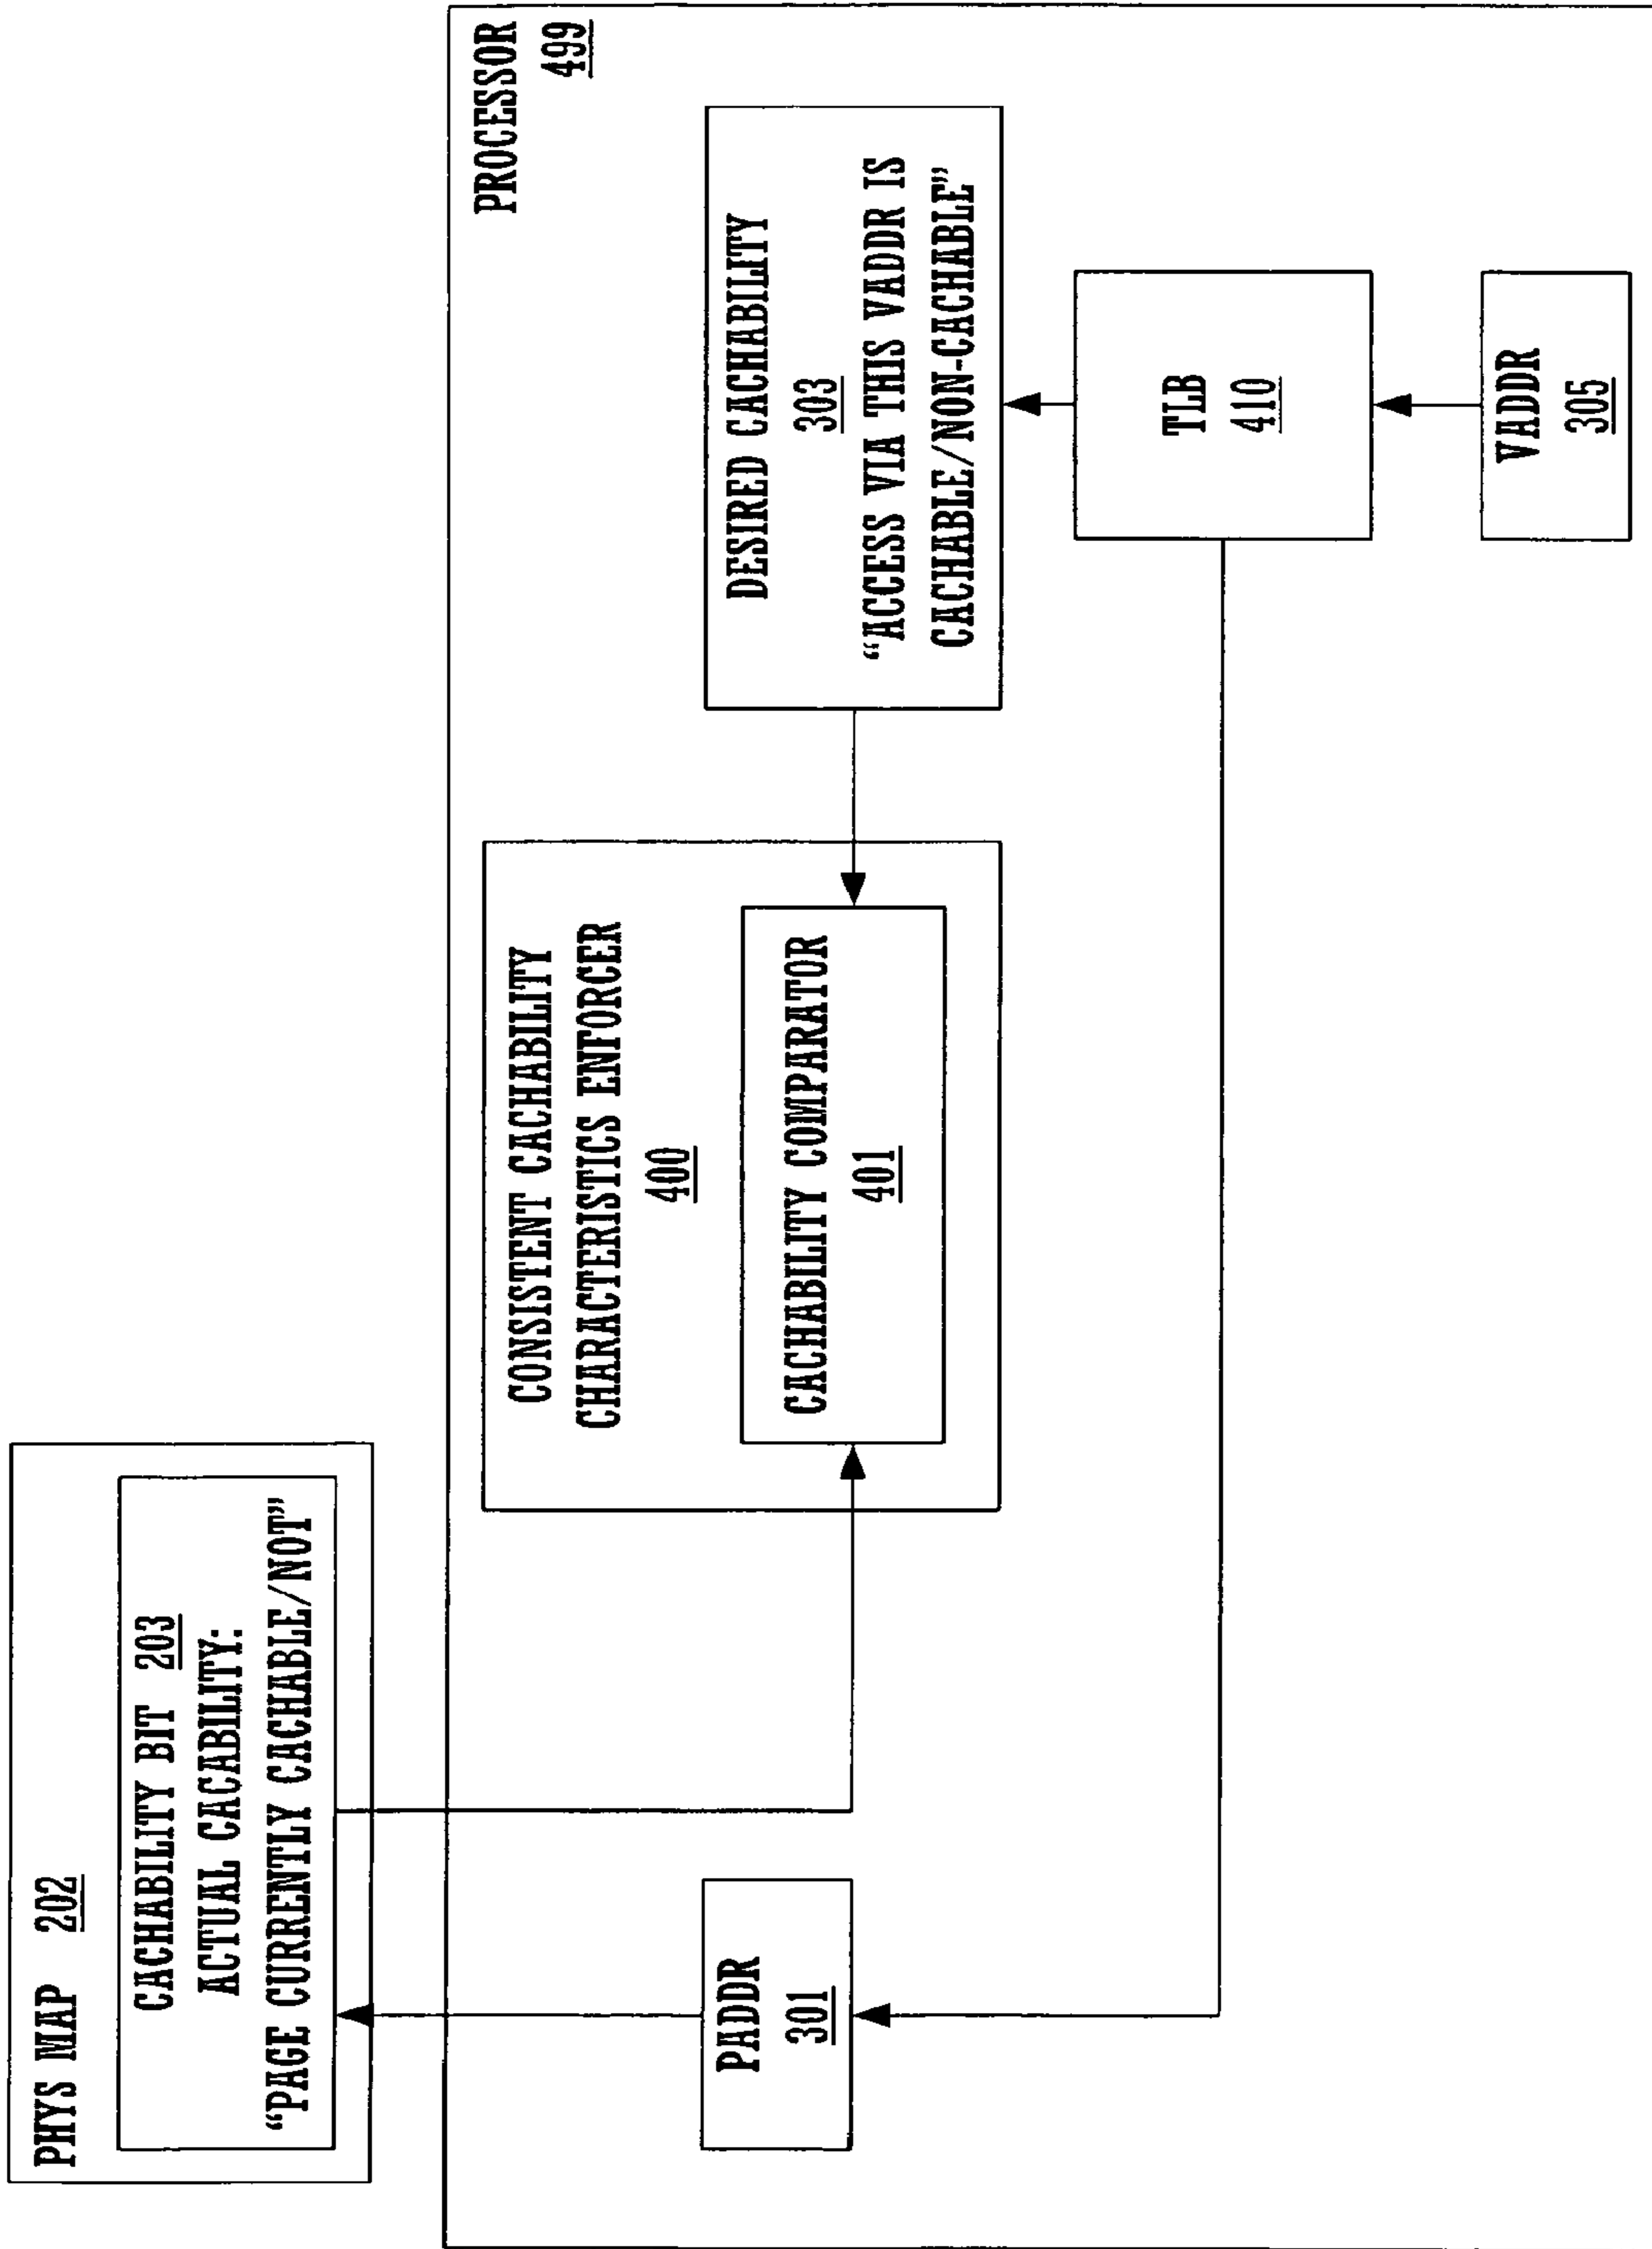 PHYS MAP 202
CACHABILITY BIT 203
ACTUAL CACABILITY:
“PAGE CURRENTLY CACHABLE/NOT”
PROCESSOR
499
PADDR
301
CONSISTENT CACHABILITY
CHARACTERISTICS ENFORCER
400
CACHABILITY COMPARATOR
401
DESIRED CACHABILITY
303
“ACCESS VIA THIS VADDR IS
CACHABLE/NON-CACHABLE”
TLB
410
VADDR
305